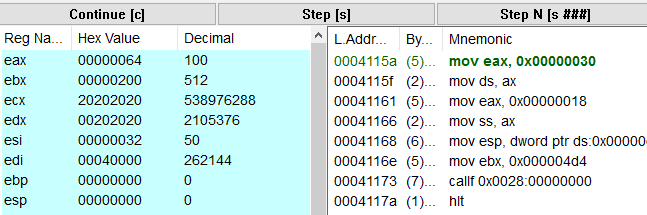 Continue [c] Step [s] Step N [s ###]
Reg Na... Hex Value Decimal L.Addr... By... Mnemonic
eax 00000064 100 0004115a (5)... mov eax, 0x00000030
ebx 00000200 512 0004115f (2)... mov ds, ax
ecx 20202020 538976288 00041161 (5)... mov eax, 0x00000018
edx 00202020 2105376 00041166 (2)... mov ss, ax
esi 00000032 50 00041168 (6)... mov esp, dword ptr ds:0x00000
edi 00040000 262144 0004116e (5)... mov ebx, 0x000004d4
ebp 00000000 0 00041173 (7)... callf 0x0028:00000000
esp 00000000 0 0004117a (1)... hlt